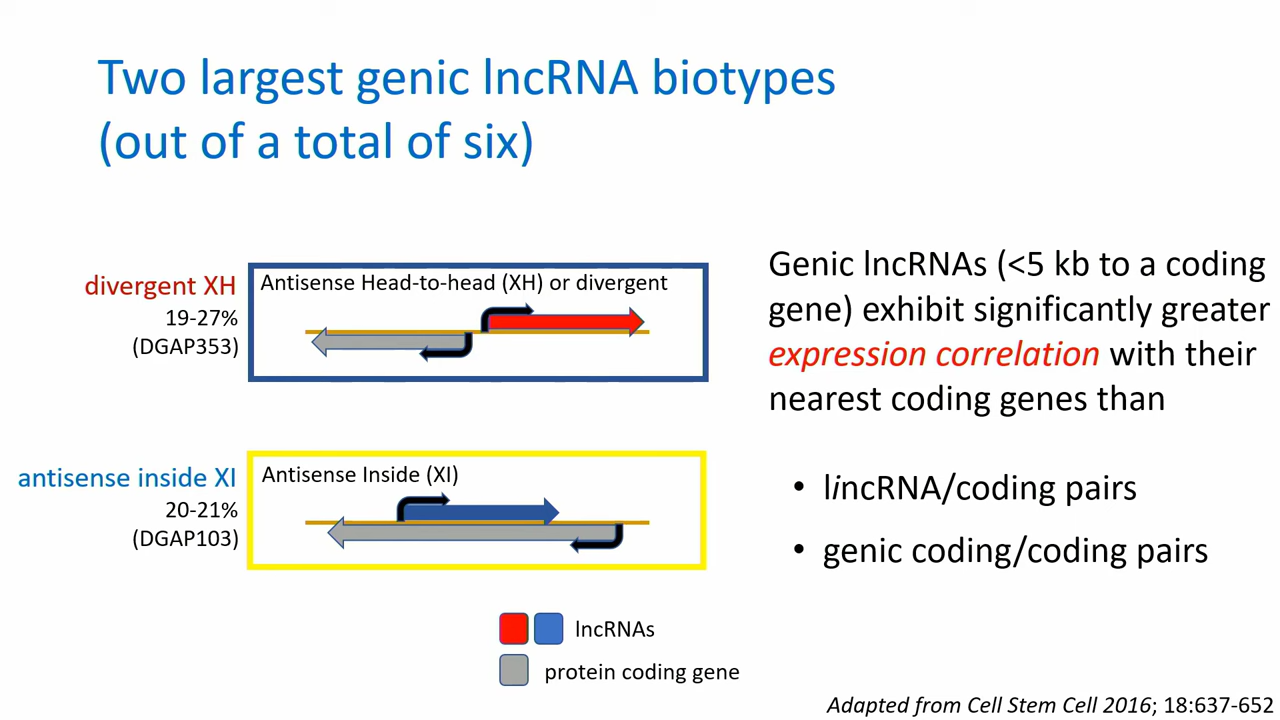 Two largest genic lncRNA biotypes
(out of a total of six)
divergent XH
19-27%
(DGAP353)
Antisense Head-to-head (XH) or divergent
antisense inside XI
20-21%
(DGAP103)
Antisense Inside (XI)
lncRNAs
protein coding gene
Genic lncRNAs (<5 kb to a coding
gene) exhibit significantly greater
expression correlation with their
nearest coding genes than
• lincRNA/coding pairs
• genic coding/coding pairs
Adapted from Cell Stem Cell 2016; 18:637-652